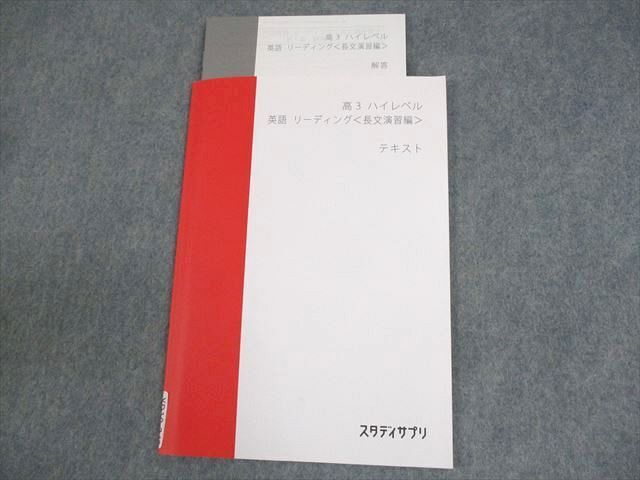 高3 ハイレベル
英語 リーディング<長文演習編>
解答
高3 ハイレベル
英語 リーディング<長文演習編>
テキスト
スタディサプリ